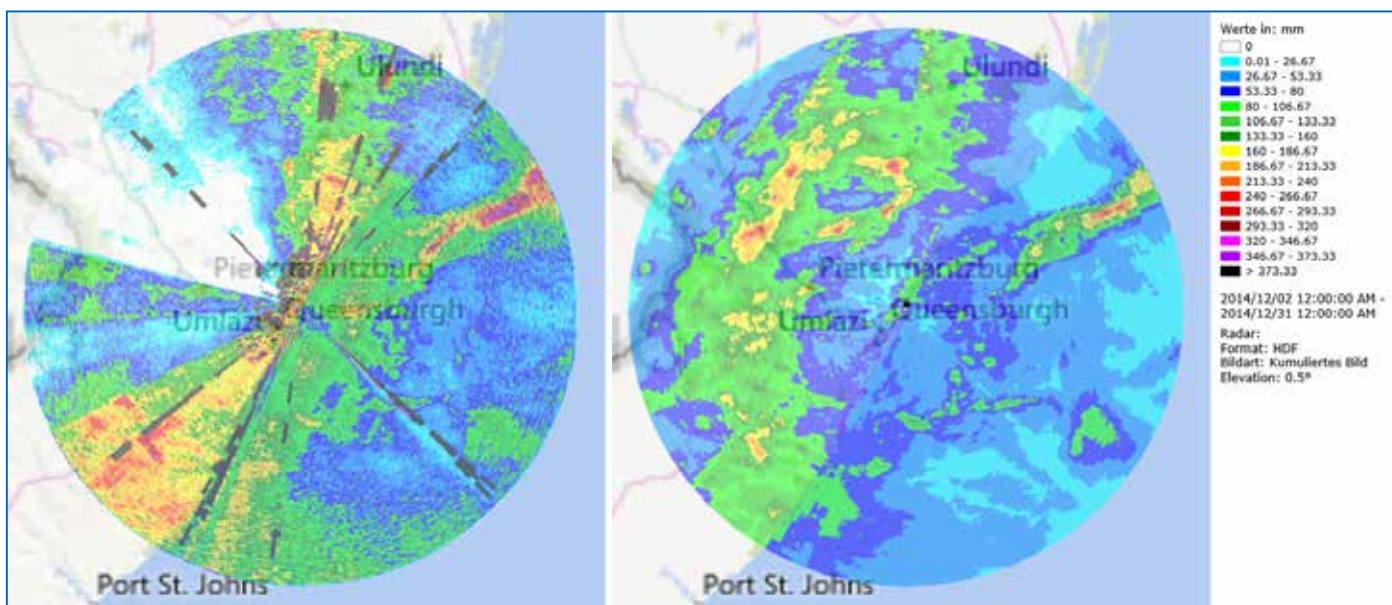 Ulundi
Pietermaritzburg
Umlazi
Queensburgh
Port St. Johns
Ulundi
Pietermaritzburg
Umlazi
Queensburgh
Port St. Johns
Werte in: mm
0
0.01 - 26.67
26.67 - 53.33
53.33 - 80
80 - 106.67
106.67 - 133.33
133.33 - 160
160 - 186.67
186.67 - 213.33
213.33 - 240
240 - 266.67
266.67 - 293.33
293.33 - 320
320 - 346.67
346.67 - 373.33
> 373.33
2014/12/02 12:00:00 AM -
2014/12/31 12:00:00 AM
Radar:
Format: HDF
Bildart: Kumuliertes Bild
Elevation: 0.5°